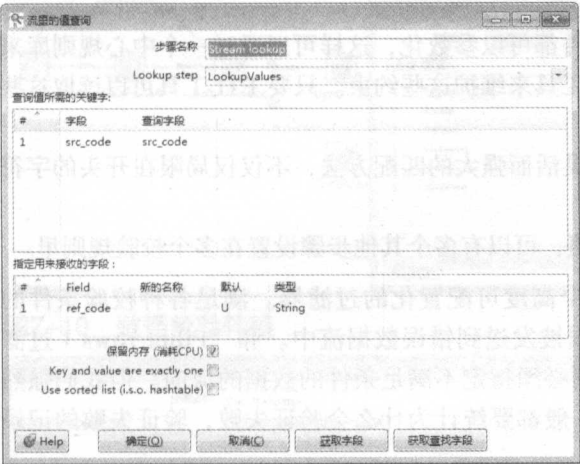 流里的值查询
步骤名称 Stream lookup
Lookup step LookupValues
查询值所需的关键字:
# 字段 查询字段
1 src_code src_code
指定用来接收的字段:
# Field 新的名称 默认 类型
1 ref_code U String
保留内存 (消耗CPU)
Key and value are exactly one
Use sorted list (i.s.o. hashtable)
Help 确定(O) 取消(C) 获取字段 获取查找字段